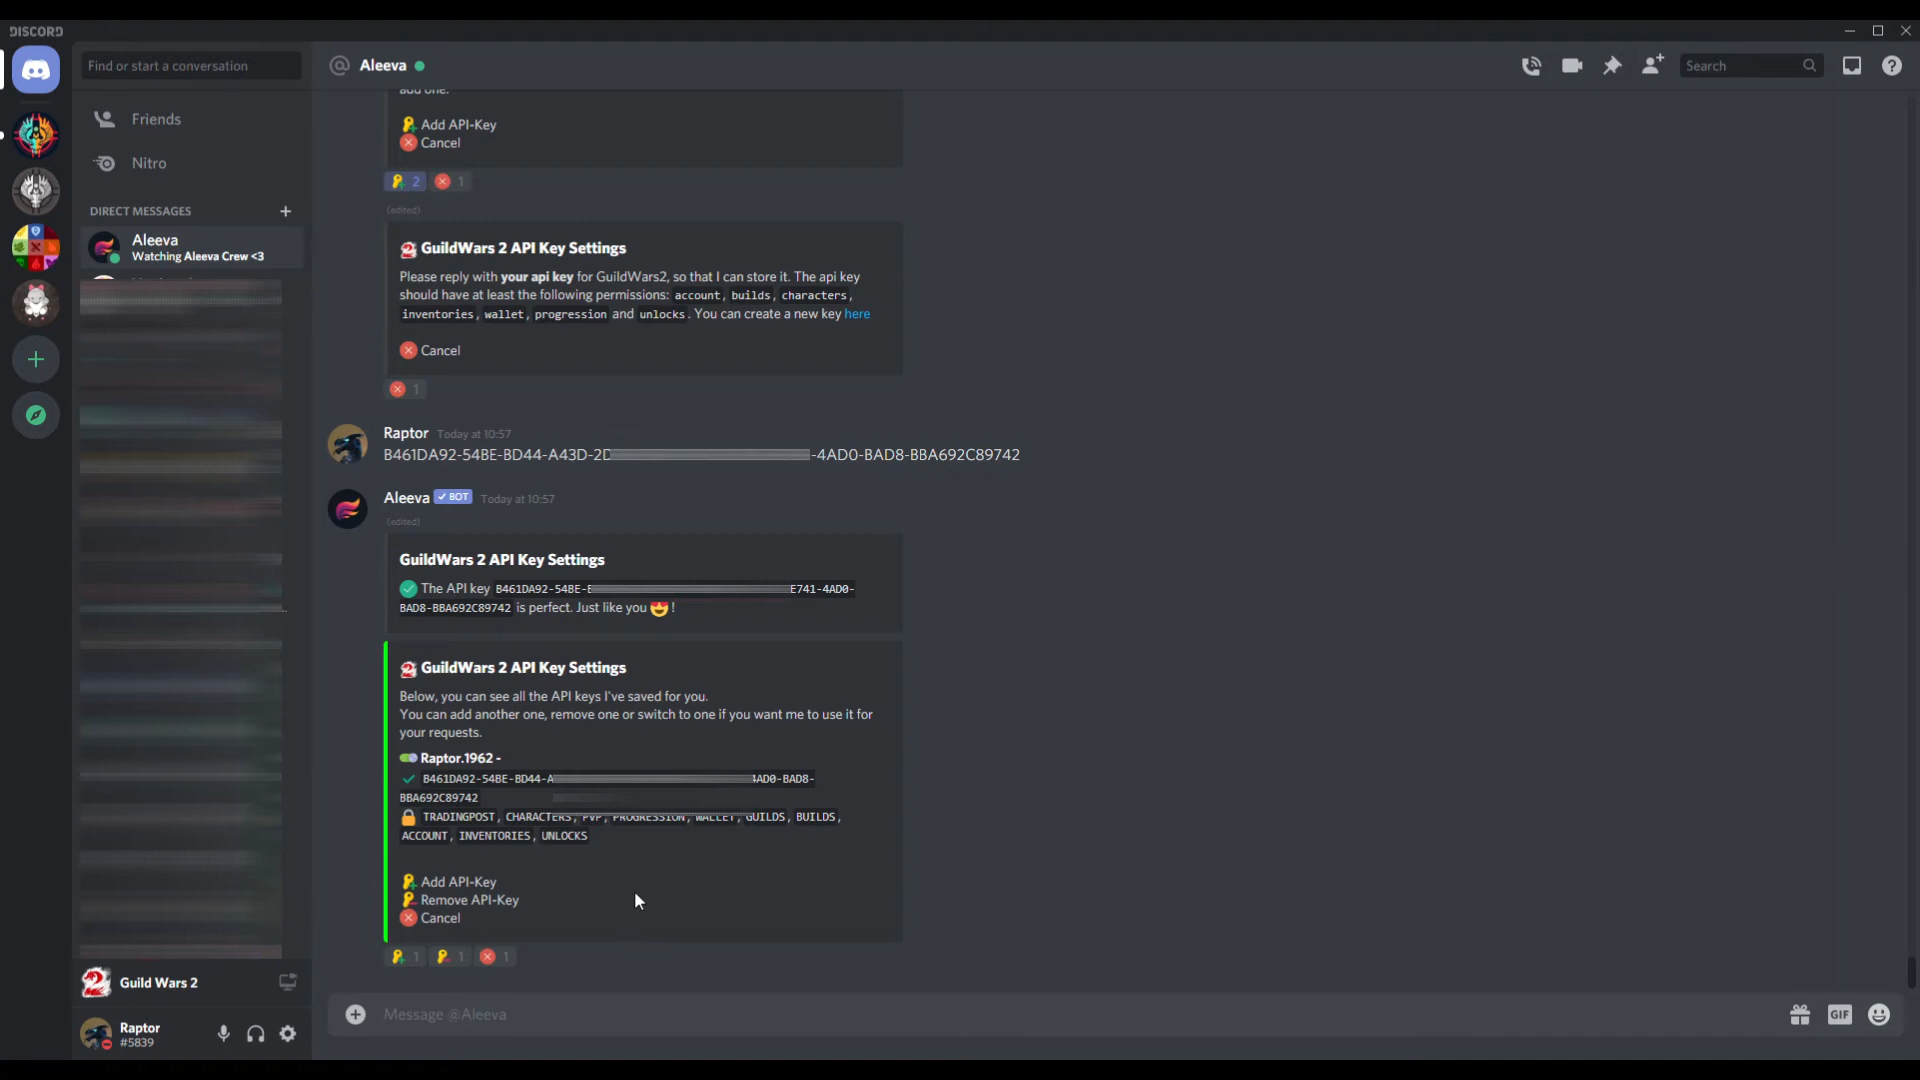 DISCORD
Find or start a conversation
Friends
Nitro
DIRECT MESSAGES
Aleeva
Watching Aleeva Crew <3
Guild Wars 2
Raptor
#5839
Aleeva
Search
add one.
Add API-Key
Cancel
2 1
(edited)
GuildWars 2 API Key Settings
Please reply with your api key for GuildWars2, so that I can store it. The api key
should have at least the following permissions: account, builds, characters,
inventories, wallet, progression and unlocks. You can create a new key here
Cancel
1
Raptor Today at 10:57
B461DA92-54BE-BD44-A43D-2D -4AD0-BAD8-BBA692C89742
Aleeva BOT Today at 10:57
(edited)
GuildWars 2 API Key Settings
The API key B461DA92-54BE- E741-4AD0-
BAD8-BBA692C89742 is perfect. Just like you !
GuildWars 2 API Key Settings
Below, you can see all the API keys I've saved for you.
You can add another one, remove one or switch to one if you want me to use it for
your requests.
Raptor.1962 -
B461DA92-54BE-BD44-A 4AD0-BAD8-
BBA692C89742
TRADINGPOST, CHARACTERS, PVP, PROGRESSION, WALLET, GUILDS, BUILDS,
ACCOUNT, INVENTORIES, UNLOCKS
Add API-Key
Remove API-Key
Cancel
1 1 1
Message @Aleeva
GIF